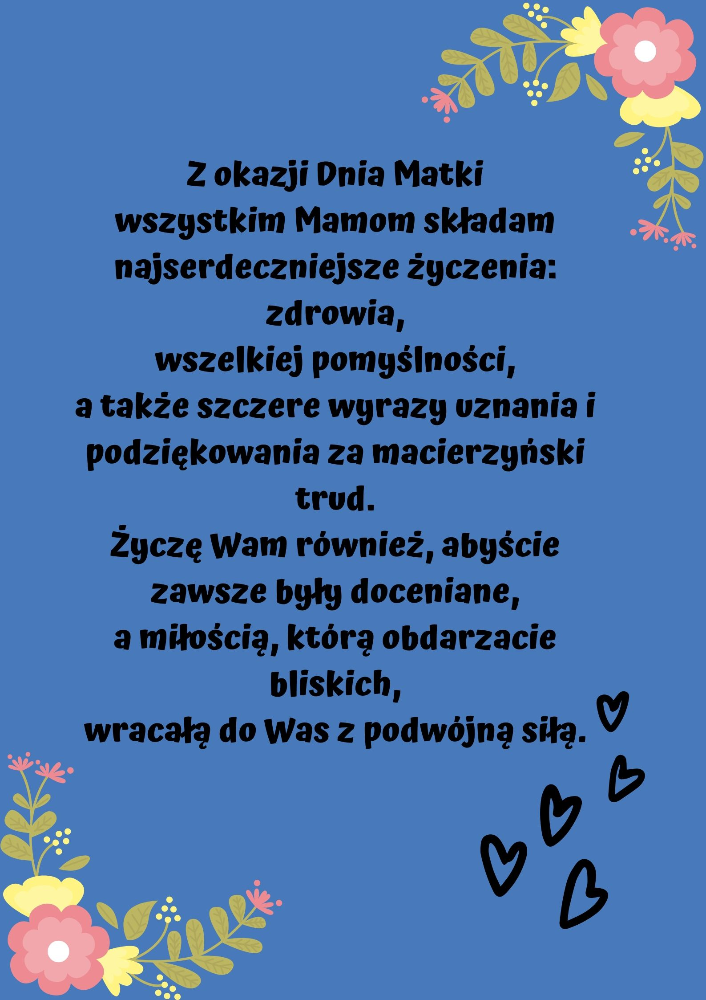 Z okazji Dnia Matki
wszystkim Mamom składam
najserdeczniejsze życzenia:
zdrowia,
wszelkiej pomyślności,
a także szczere wyrazy uznania i
podziękowania za macierzyński
trud.
Życzę Wam również, abyście
zawsze były doceniane,
a miłością, którą obdarzacie
bliskich,
wracałą do Was z podwójną siłą.